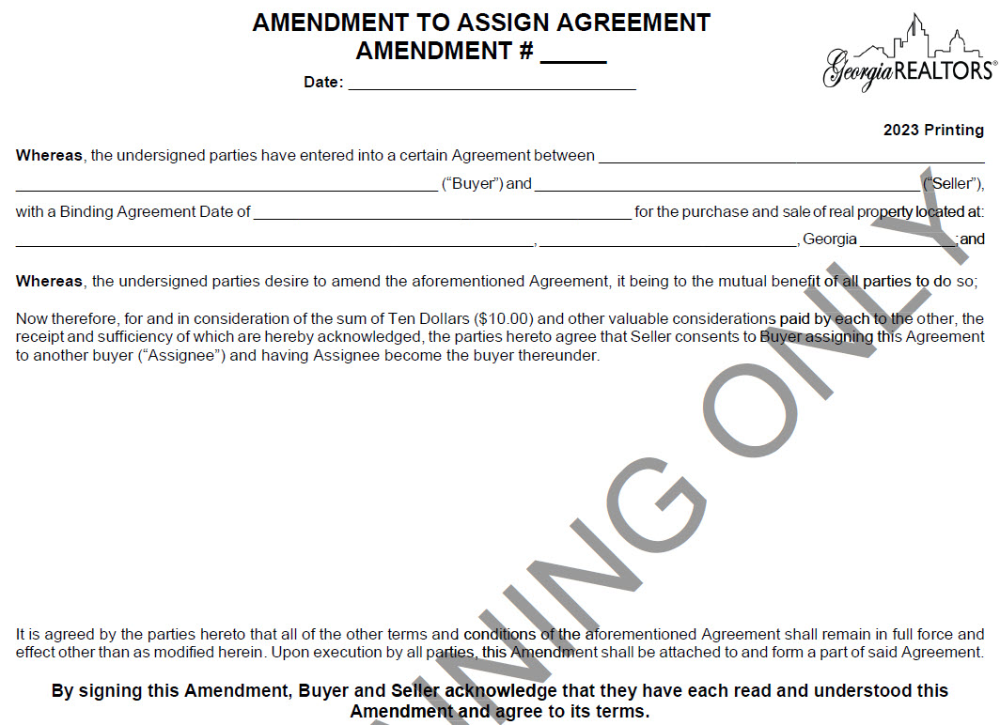 AMENDMENT TO ASSIGN AGREEMENT
AMENDMENT # _____
Date: ________________________________
Georgia REALTORS®
2023 Printing
Whereas, the undersigned parties have entered into a certain Agreement between ____________________
____________________ ("Buyer") and ____________________ ("Seller"),
with a Binding Agreement Date of ____________________ for the purchase and sale of real property located at:
____________________, ____________________, Georgia __________; and
Whereas, the undersigned parties desire to amend the aforementioned Agreement, it being to the mutual benefit of all parties to do so;
Now therefore, for and in consideration of the sum of Ten Dollars ($10.00) and other valuable considerations paid by each to the other, the
receipt and sufficiency of which are hereby acknowledged, the parties hereto agree that Seller consents to Buyer assigning this Agreement
to another buyer ("Assignee") and having Assignee become the buyer thereunder.
NING ONLY
It is agreed by the parties hereto that all of the other terms and conditions of the aforementioned Agreement shall remain in full force and
effect other than as modified herein. Upon execution by all parties, this Amendment shall be attached to and form a part of said Agreement.
By signing this Amendment, Buyer and Seller acknowledge that they have each read and understood this
Amendment and agree to its terms.